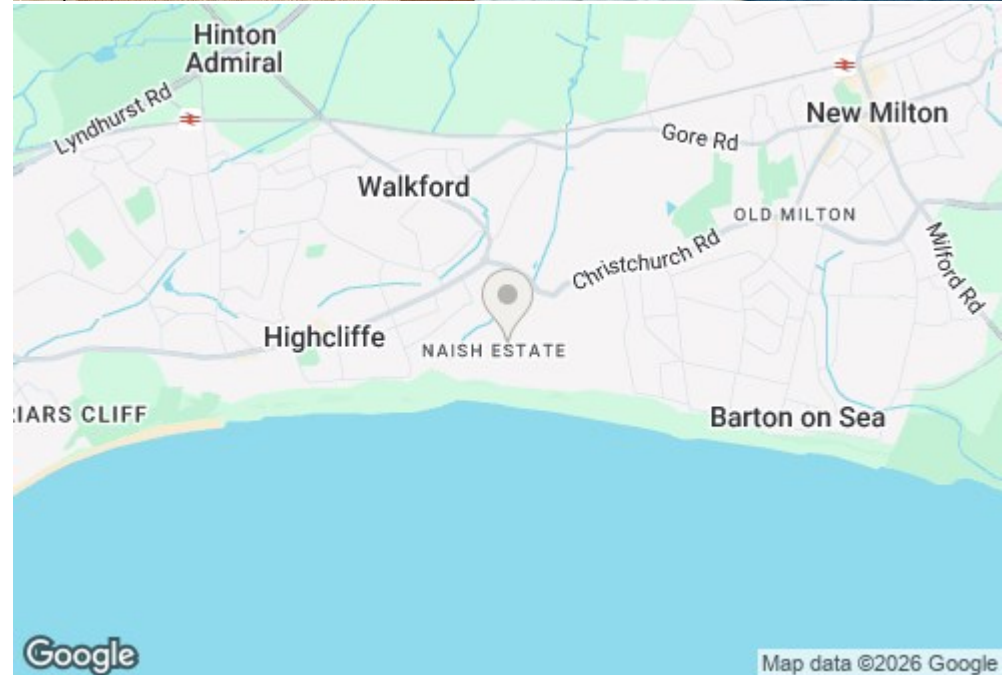 Hinton
Admiral
Lyndhurst Rd
New Milton
Gore Rd
Walkford
OLD MILTON
Christchurch Rd
Milford Rd
Highcliffe
NAISH ESTATE
RIARS CLIFF
Barton on Sea
Google
Map data ©2026 Google